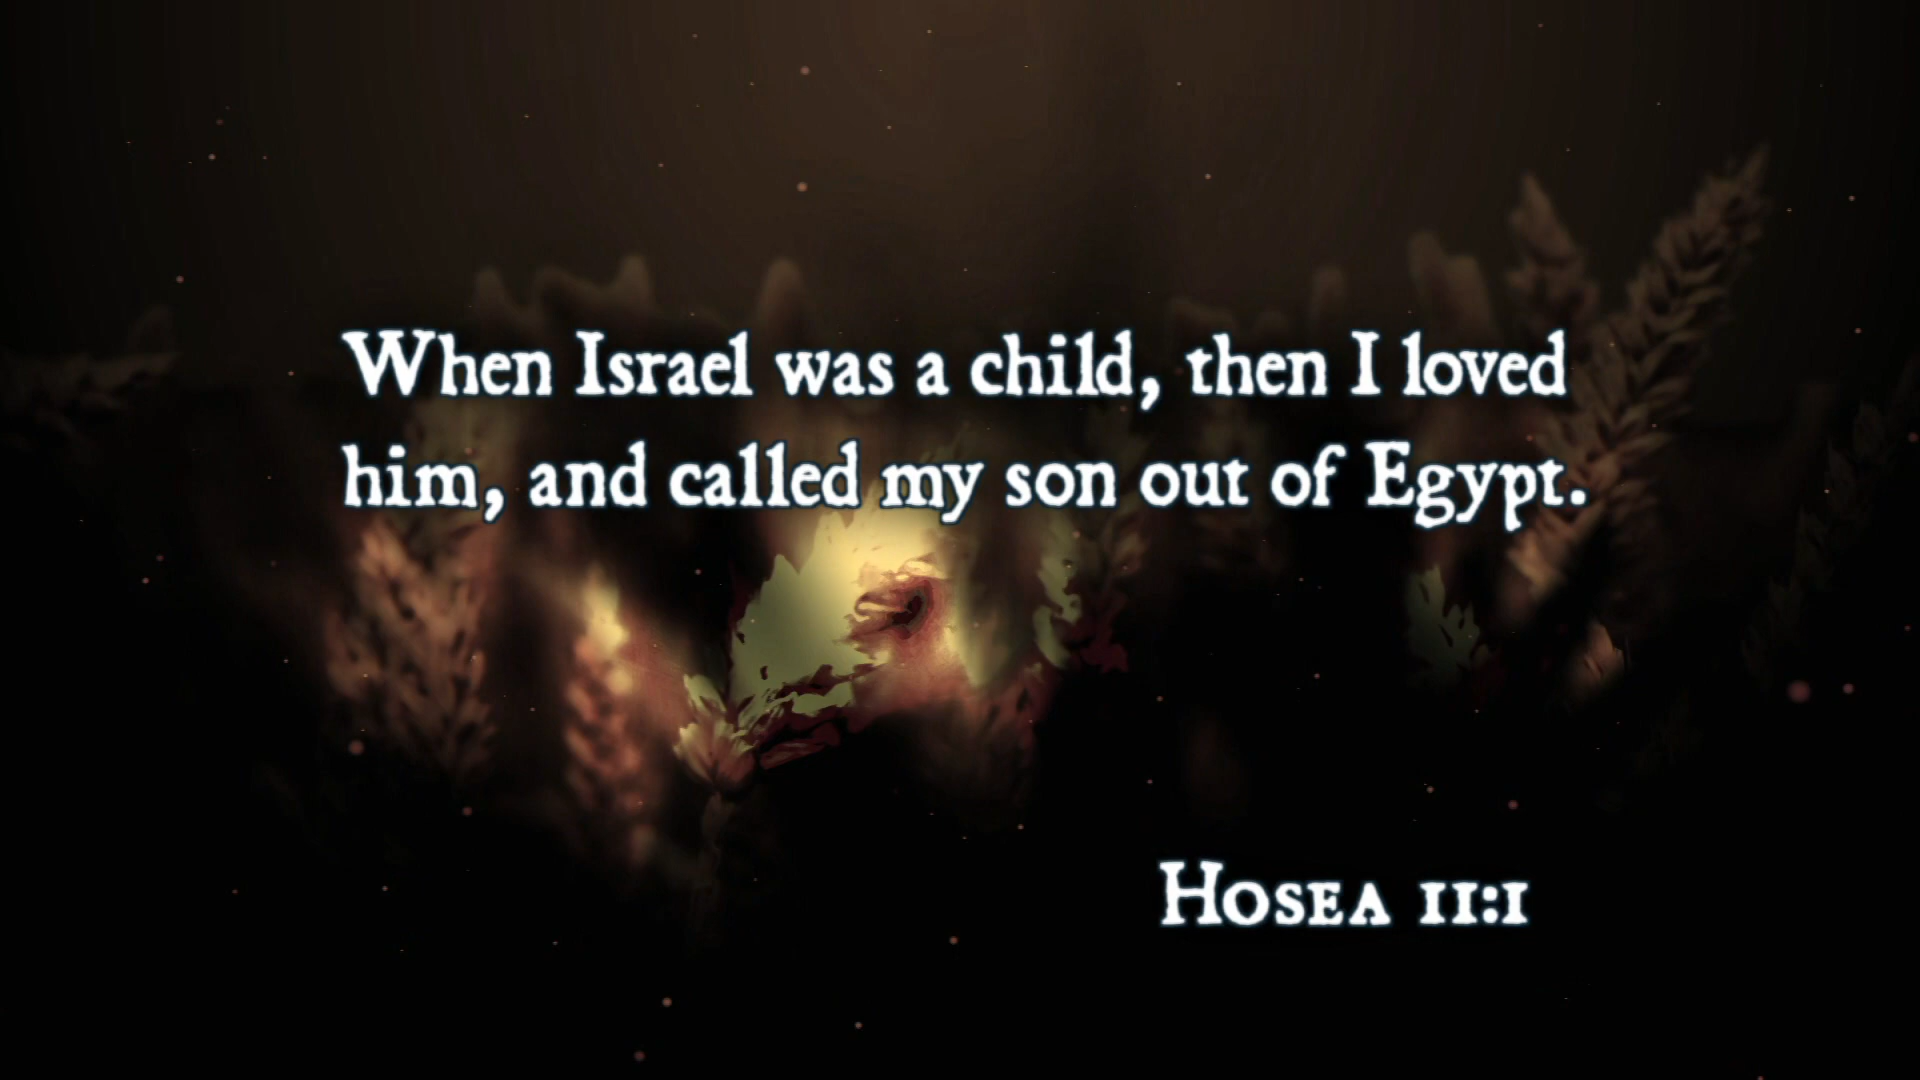 When Israel was a child, then I loved
him, and called my son out of Egypt.
Hosea 11:1